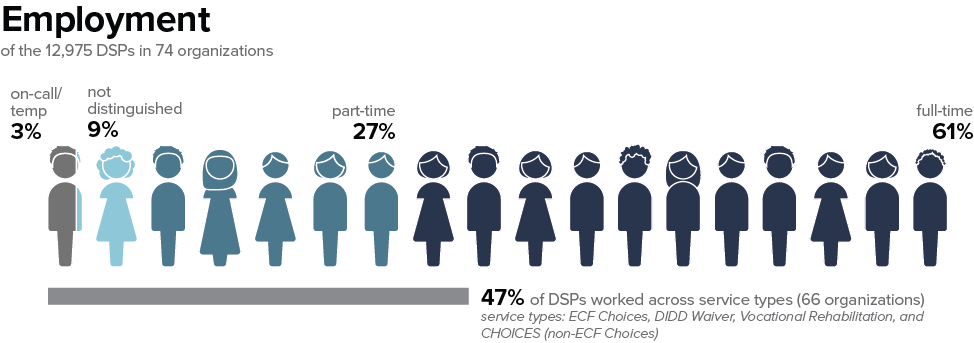 Employment
of the 12,975 DSPs in 74 organizations
on-call/
temp
3%
not
distinguished
9%
part-time
27%
full-time
61%
47% of DSPs worked across service types (66 organizations)
service types: ECF Choices, DIDD Waiver, Vocational Rehabilitation, and
CHOICES (non-ECF Choices)